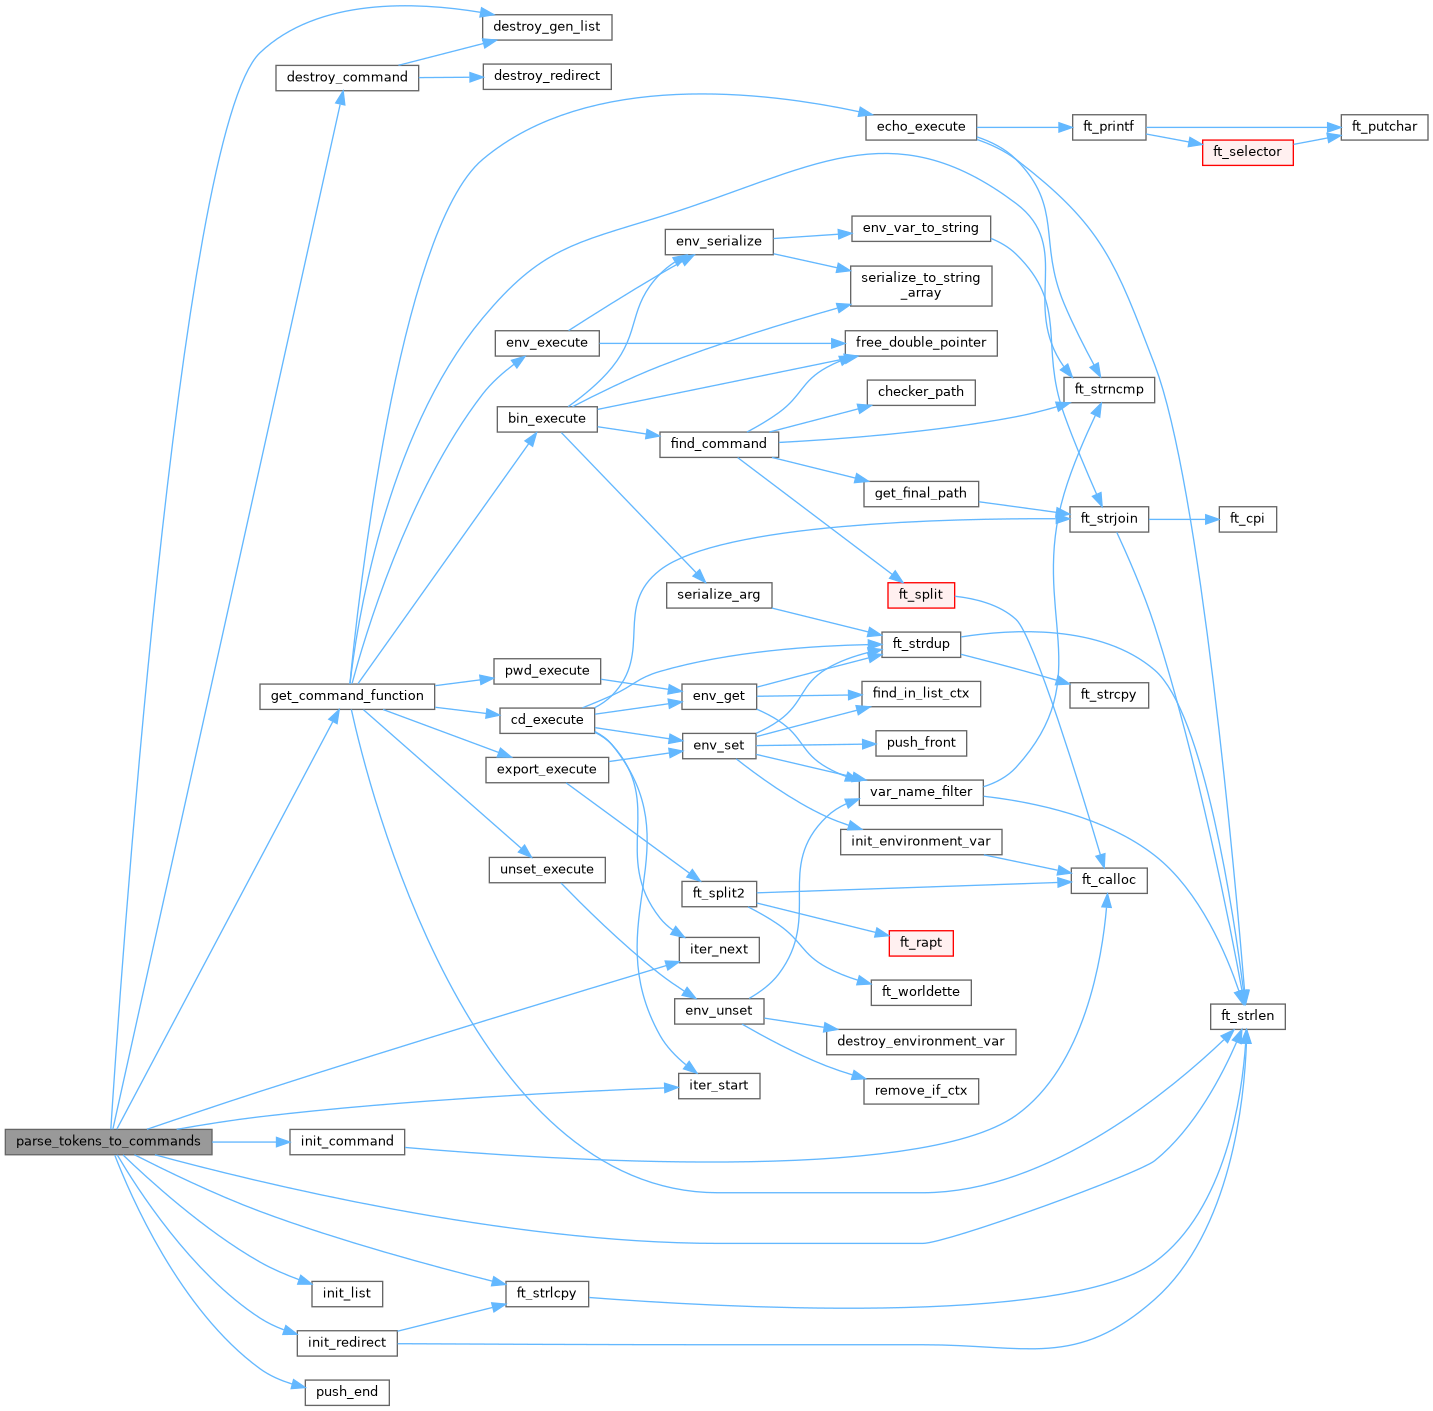 destroy_gen_list
destroy_command
destroy_redirect
echo_execute
ft_printf
ft_putchar
ft_selector
env_serialize
env_var_to_string
serialize_to_string
_array
env_execute
free_double_pointer
checker_path
ft_strncmp
bin_execute
find_command
get_final_path
ft_strjoin
ft_cpi
serialize_arg
ft_split
ft_strdup
pwd_execute
get_command_function
env_get
find_in_list_ctx
ft_strcpy
cd_execute
env_set
push_front
export_execute
var_name_filter
init_environment_var
unset_execute
ft_split2
ft_calloc
iter_next
ft_rapt
ft_worldette
env_unset
ft_strlen
destroy_environment_var
iter_start
remove_if_ctx
parse_tokens_to_commands
init_command
init_list
ft_strlcpy
init_redirect
push_end